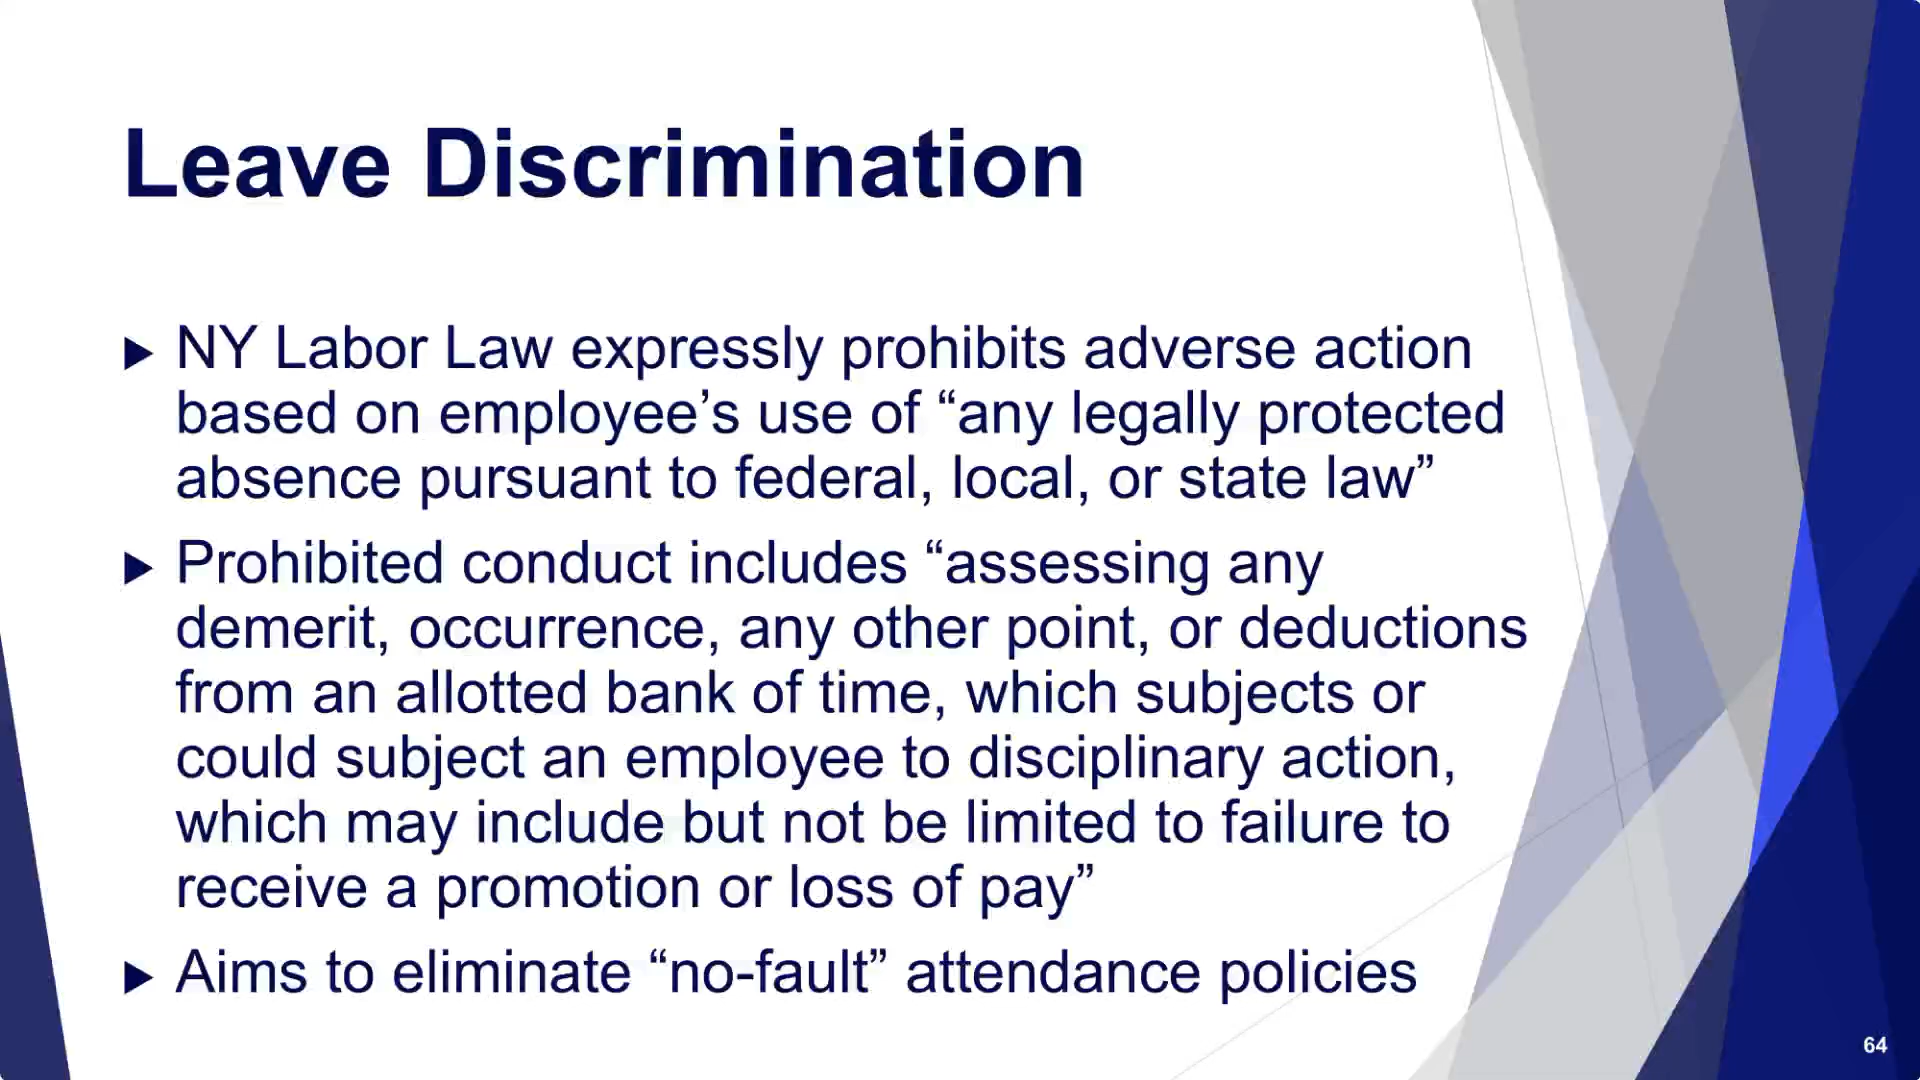 Leave Discrimination
NY Labor Law expressly prohibits adverse action
based on employee’s use of “any legally protected
absence pursuant to federal, local, or state law”
Prohibited conduct includes “assessing any
demerit, occurrence, any other point, or deductions
from an allotted bank of time, which subjects or
could subject an employee to disciplinary action,
which may include but not be limited to failure to
receive a promotion or loss of pay”
Aims to eliminate “no-fault” attendance policies
64